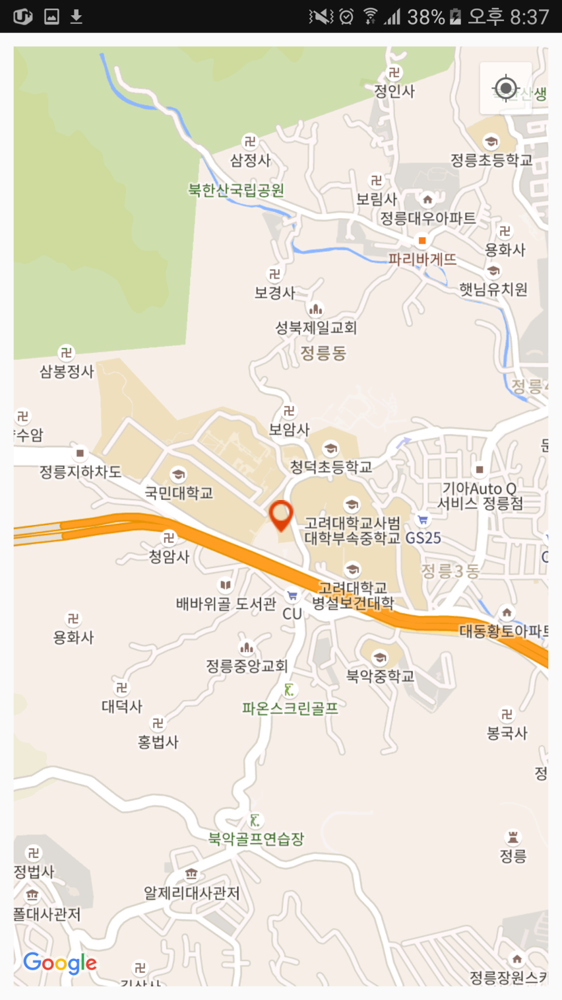 38% 오후 8:37
정인사
삼정사
정릉초등학교
북한산국립공원
보림사
정릉대우아파트
용화사
파리바게뜨
햇님유치원
보경사
성북제일교회
정릉동
삼봉정사
정릉4
보암사
수암
청덕초등학교
정릉지하차도
국민대학교
기아Auto Q
서비스 정릉점
고려대학교사범
대학부속중학교
GS25
청암사
정릉3동
고려대학교
병설보건대학
배바위골 도서관
CU
대동황토아파트
용화사
정릉중앙교회
북악중학교
대덕사
파온스크린골프
홍법사
봉국사
정
북악골프연습장
정릉
정법사
알제리대사관저
폴대사관저
Google
정릉장원스카